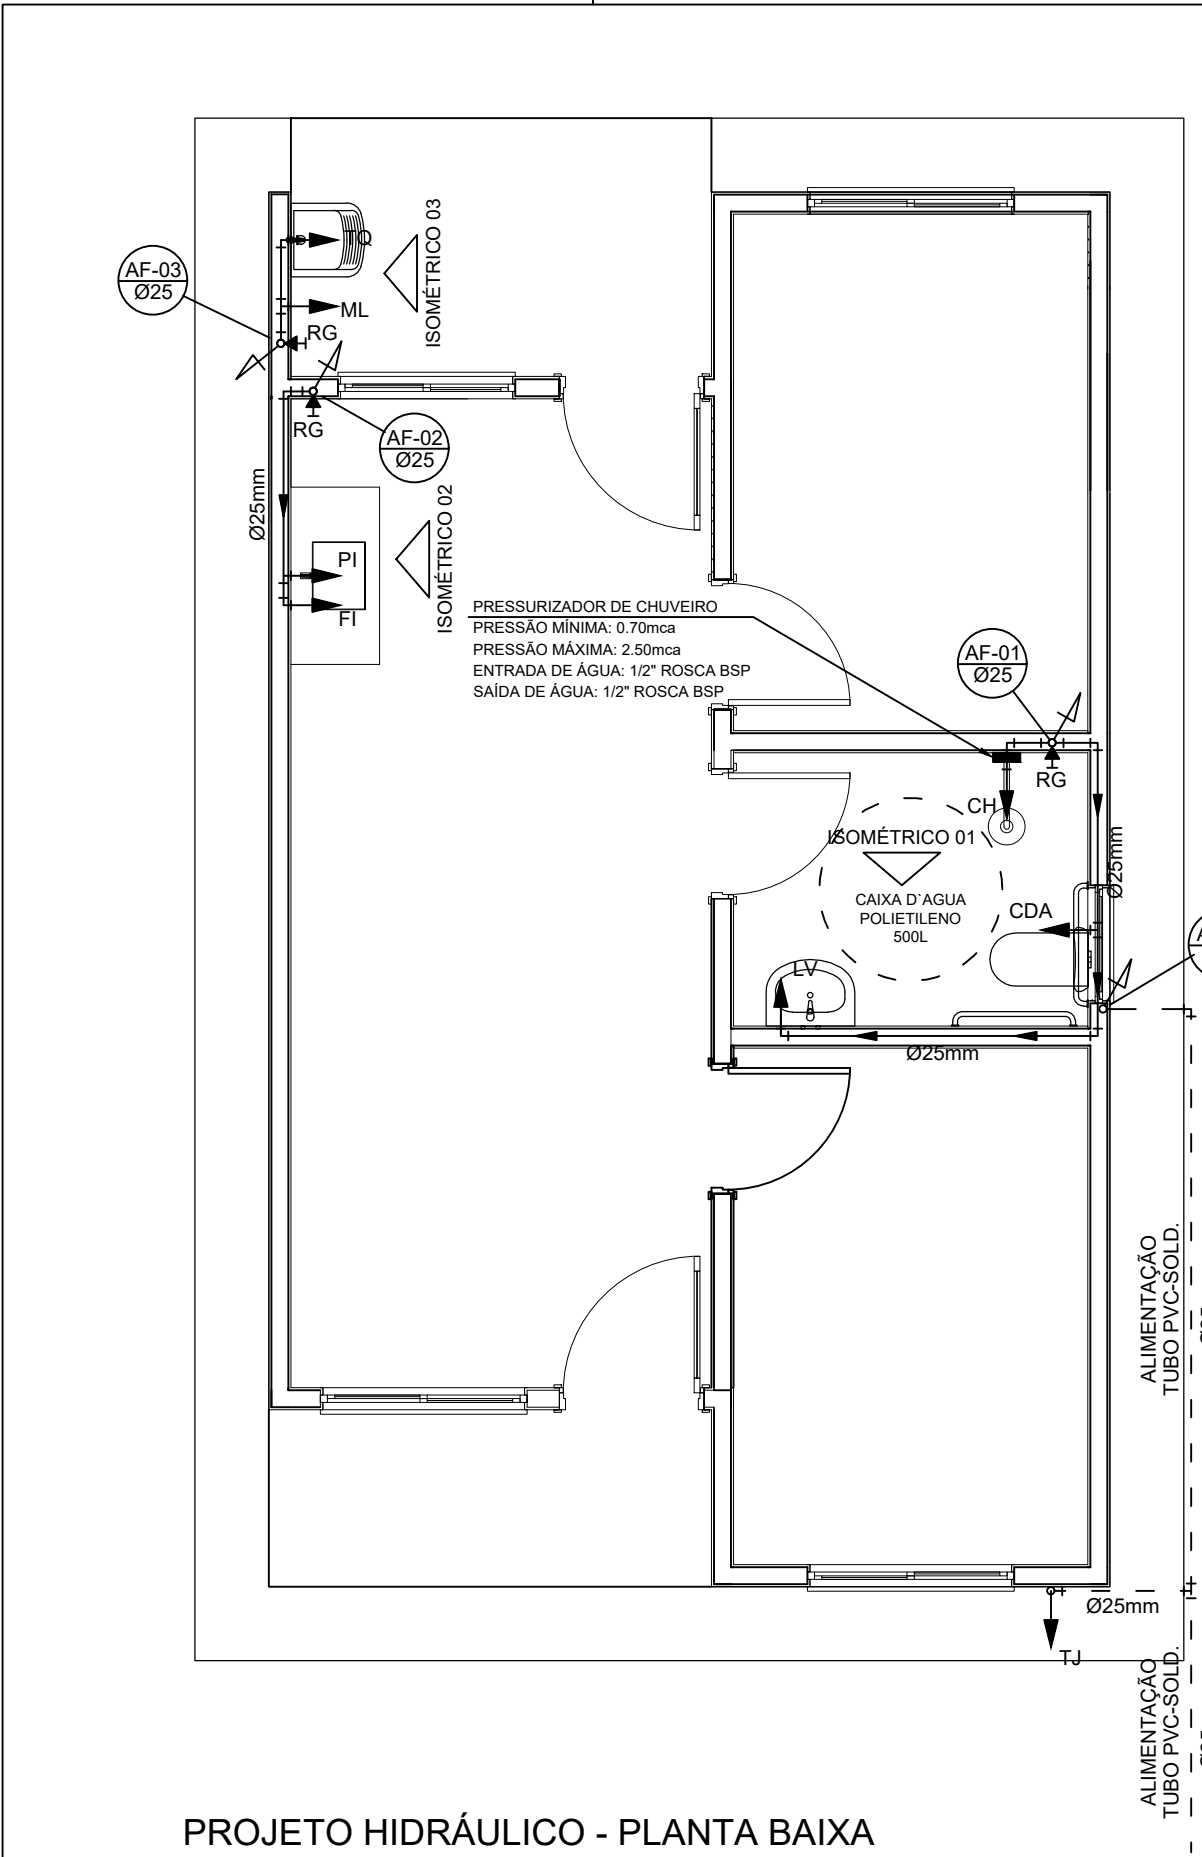 TQ
ISOMÉTRICO 03
AF-03
Ø25
ML
RG
RG
AF-02
Ø25
Ø25mm
ISOMÉTRICO 02
PI
FI
PRESSURIZADOR DE CHUVEIRO
PRESSÃO MÍNIMA: 0.70mca
PRESSÃO MÁXIMA: 2.50mca
ENTRADA DE ÁGUA: 1/2" ROSCA BSP
SAÍDA DE ÁGUA: 1/2" ROSCA BSP
AF-01
Ø25
RG
CH
ISOMÉTRICO 01
CAIXA D`AGUA
POLIETILENO
500L
Ø25mm
CDA
LV
Ø25mm
ALIMENTAÇÃO
TUBO PVC-SOLD.
Ø25mm
TJ
ALIMENTAÇÃO
TUBO PVC-SOLD.
PROJETO HIDRÁULICO - PLANTA BAIXA